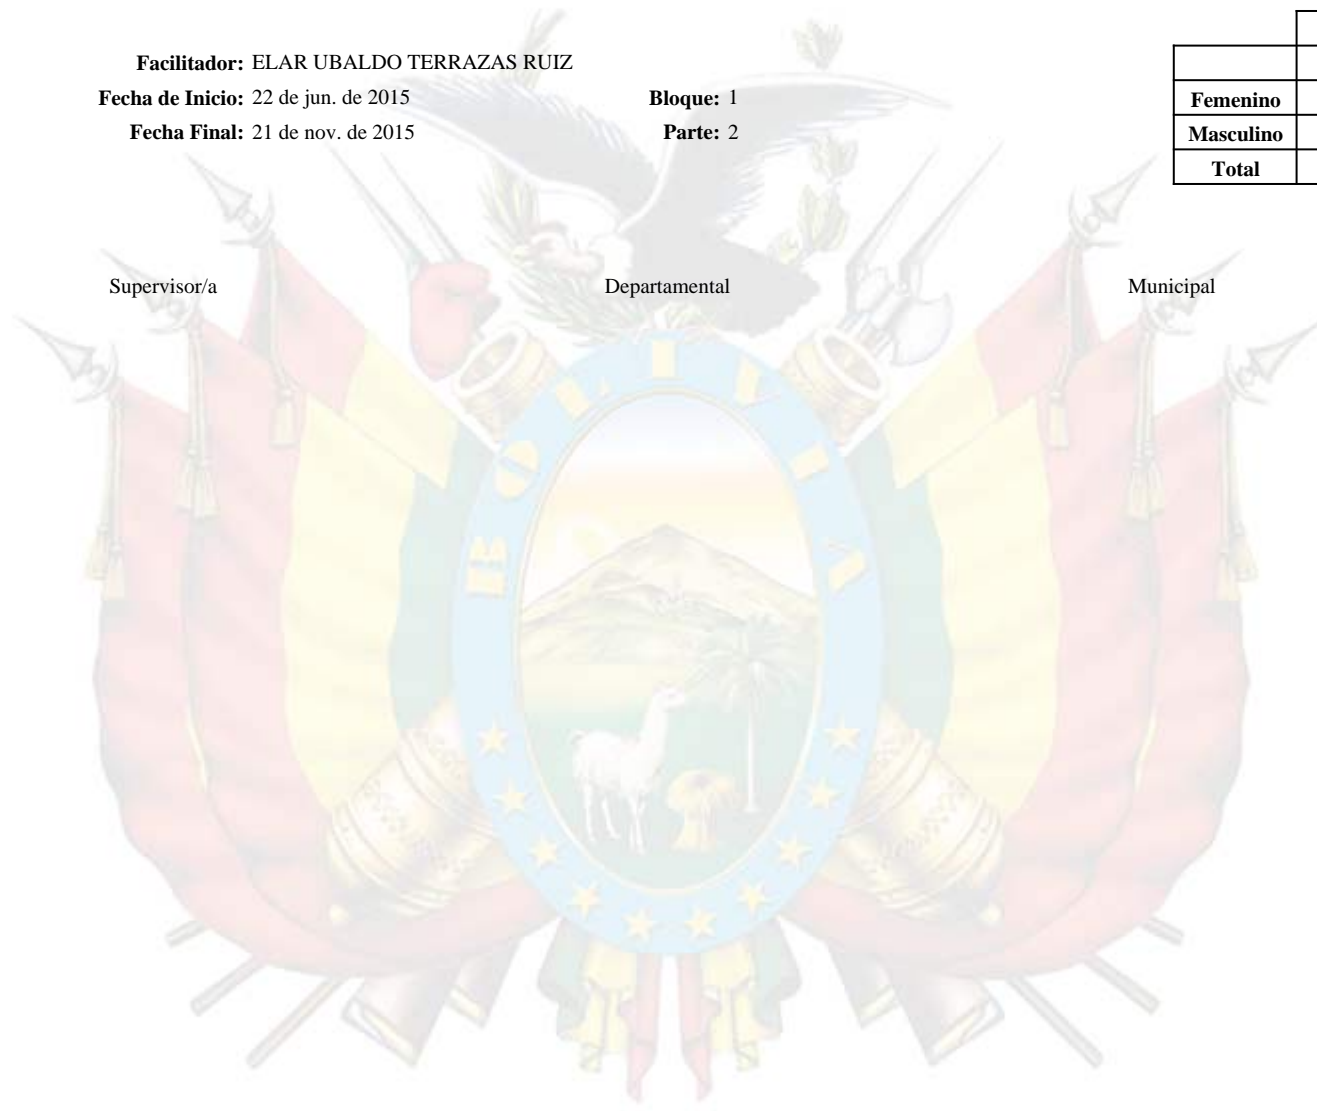 Facilitador: ELAR UBALDO TERRAZAS RUIZ
Fecha de Inicio: 22 de jun. de 2015 Bloque: 1
Fecha Final: 21 de nov. de 2015 Parte: 2
Femenino
Masculino
Total
Supervisor/a Departamental Municipal
BOLIVIA